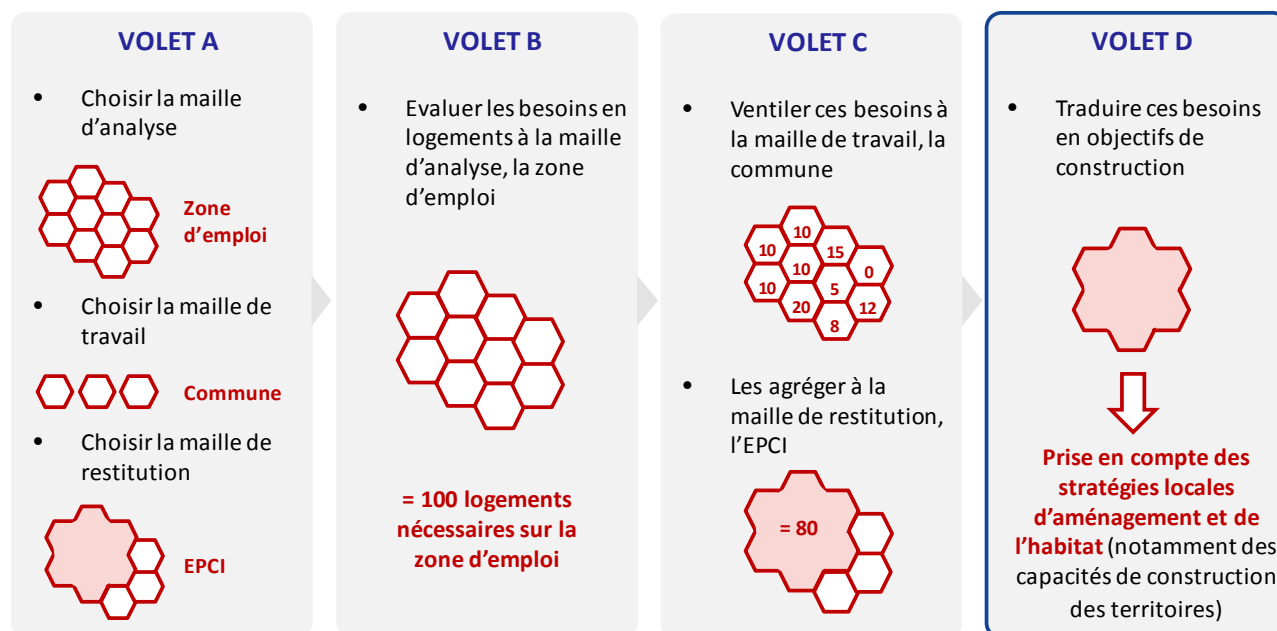 VOLET A
• Choisir la maille
d'analyse
Zone
d'emploi
• Choisir la maille de
travail
Commune
• Choisir la maille de
restitution
EPCI
VOLET B
• Evaluer les besoins en
logements à la maille
d'analyse, la zone
d'emploi
= 100 logements
nécessaires sur la
zone d'emploi
VOLET C
• Ventiler ces besoins à
la maille de travail, la
commune
10
10
15
10
0
10
5
20
12
8
• Les agréger à la
maille de restitution,
l'EPCI
= 80
VOLET D
• Traduire ces besoins
en objectifs de
construction
Prise en compte des
stratégies locales
d'aménagement et de
l'habitat (notamment des
capacités de construction
des territoires)